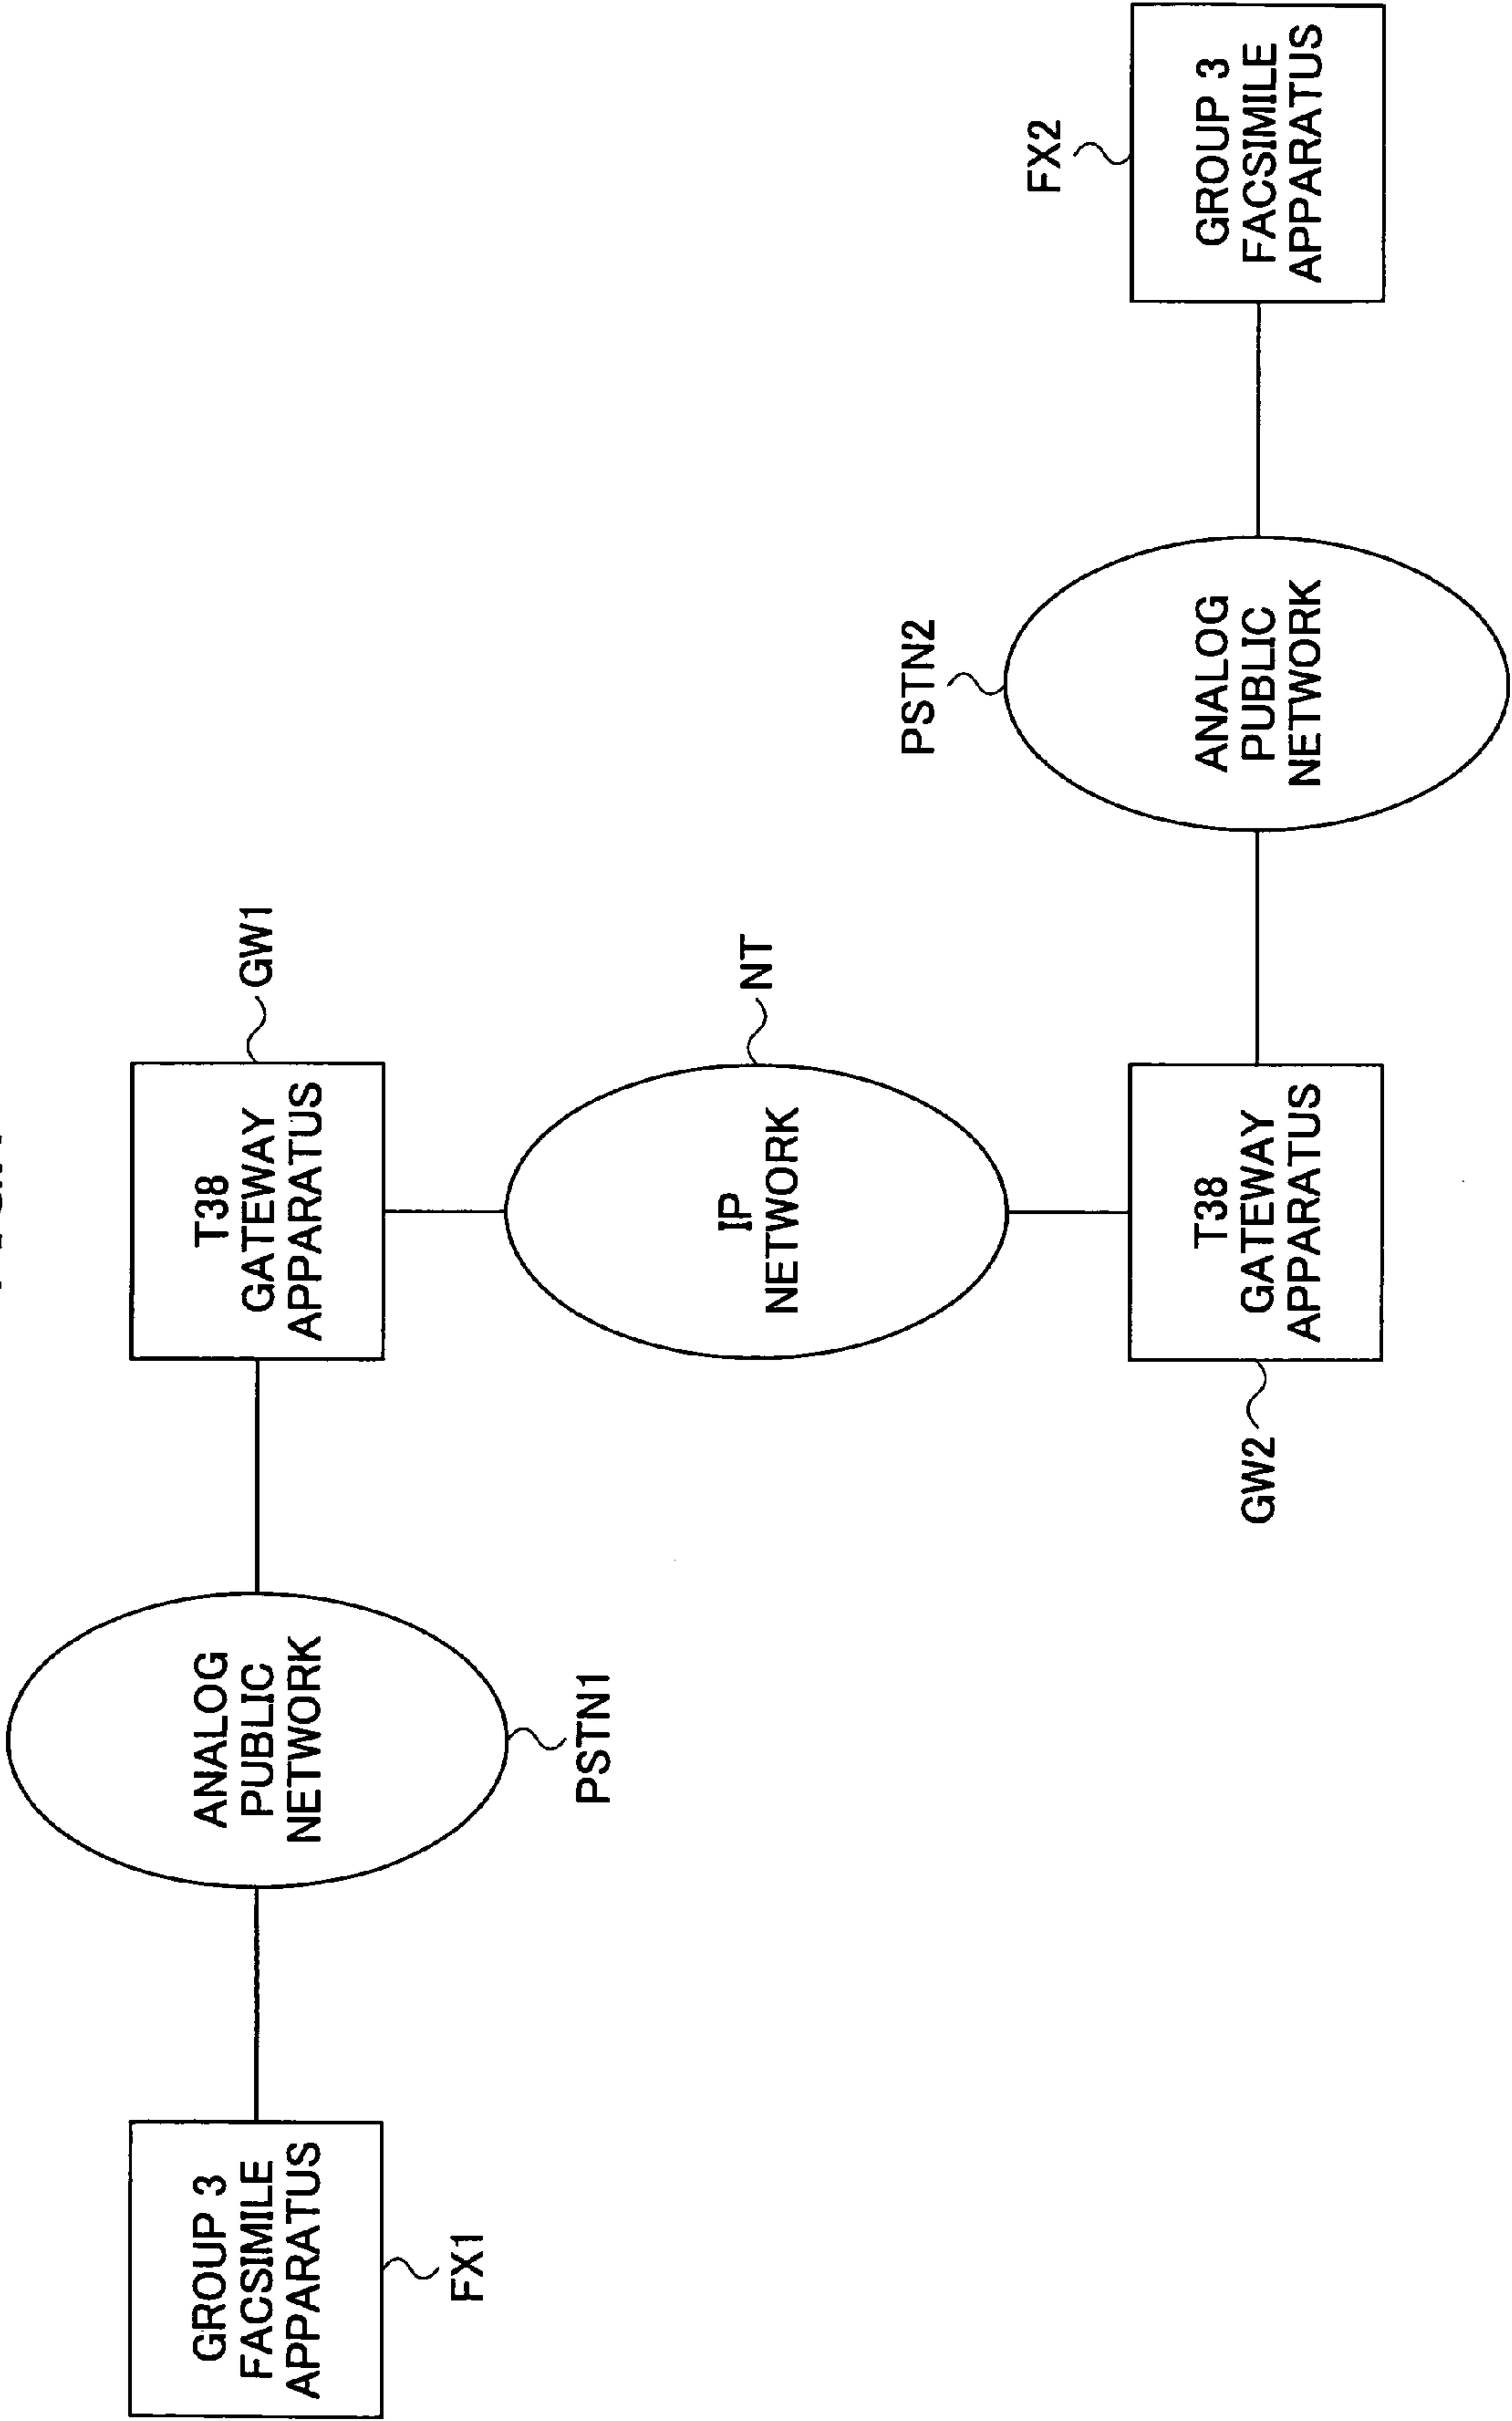 GROUP 3
FACSIMILE
APPARATUS
FX1
ANALOG
PUBLIC
NETWORK
PSTN1
T38
GATEWAY
APPARATUS
GW1
IP
NETWORK
NT
T38
GATEWAY
APPARATUS
GW2
ANALOG
PUBLIC
NETWORK
PSTN2
GROUP 3
FACSIMILE
APPARATUS
FX2